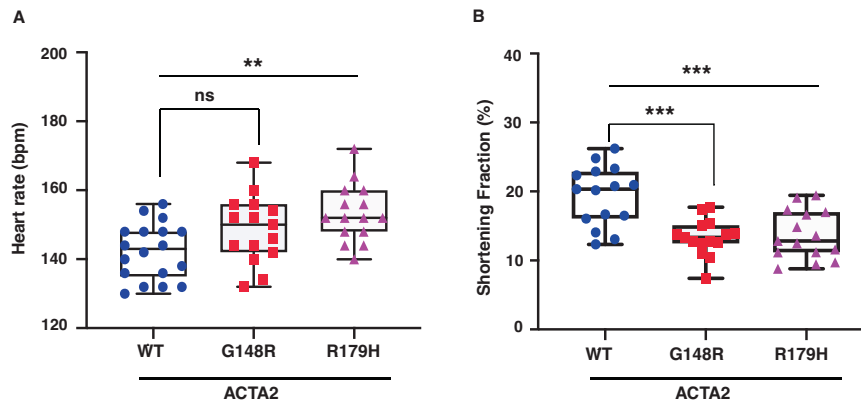 A
Heart rate (bpm)
200
180
160
140
120
**
ns
WT
G148R
R179H
ACTA2
B
Shortening Fraction (%)
40
30
20
10
0
***
***
WT
G148R
R179H
ACTA2